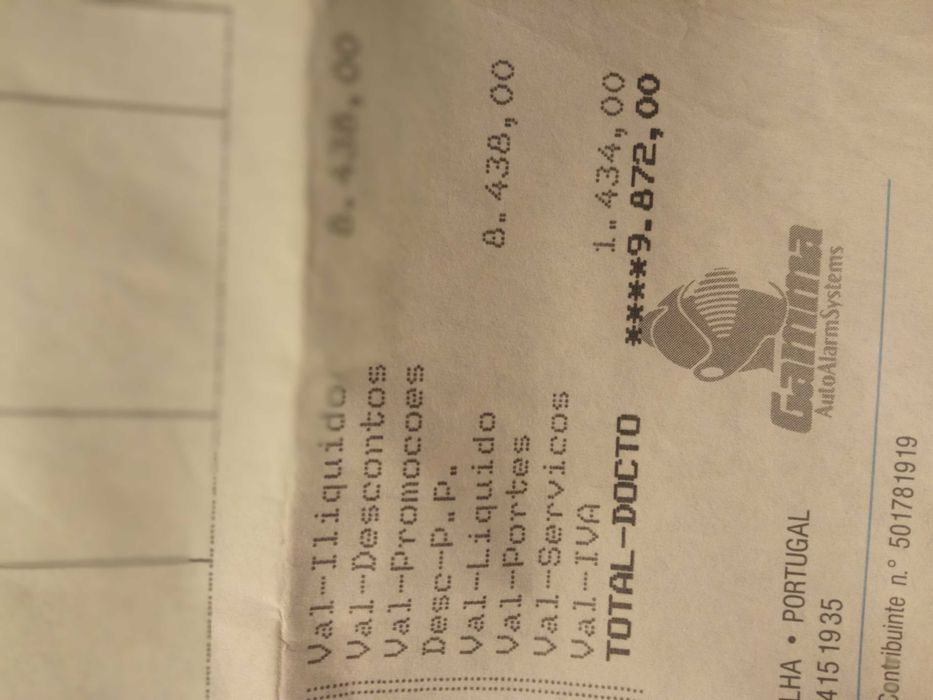 Val-Iliquido 8.438,00
Val-Descontos
Val-Promocoes
Desc-P.P.
Val-Liquido 8.438,00
Val-Portes
Val-Servicos
Val-IVA 1.434,00
TOTAL-DOCTO ****9.872,00
Gamma
AutoAlarmSystems
LHA • PORTUGAL
4151935
ontribuinte n.° 501781919